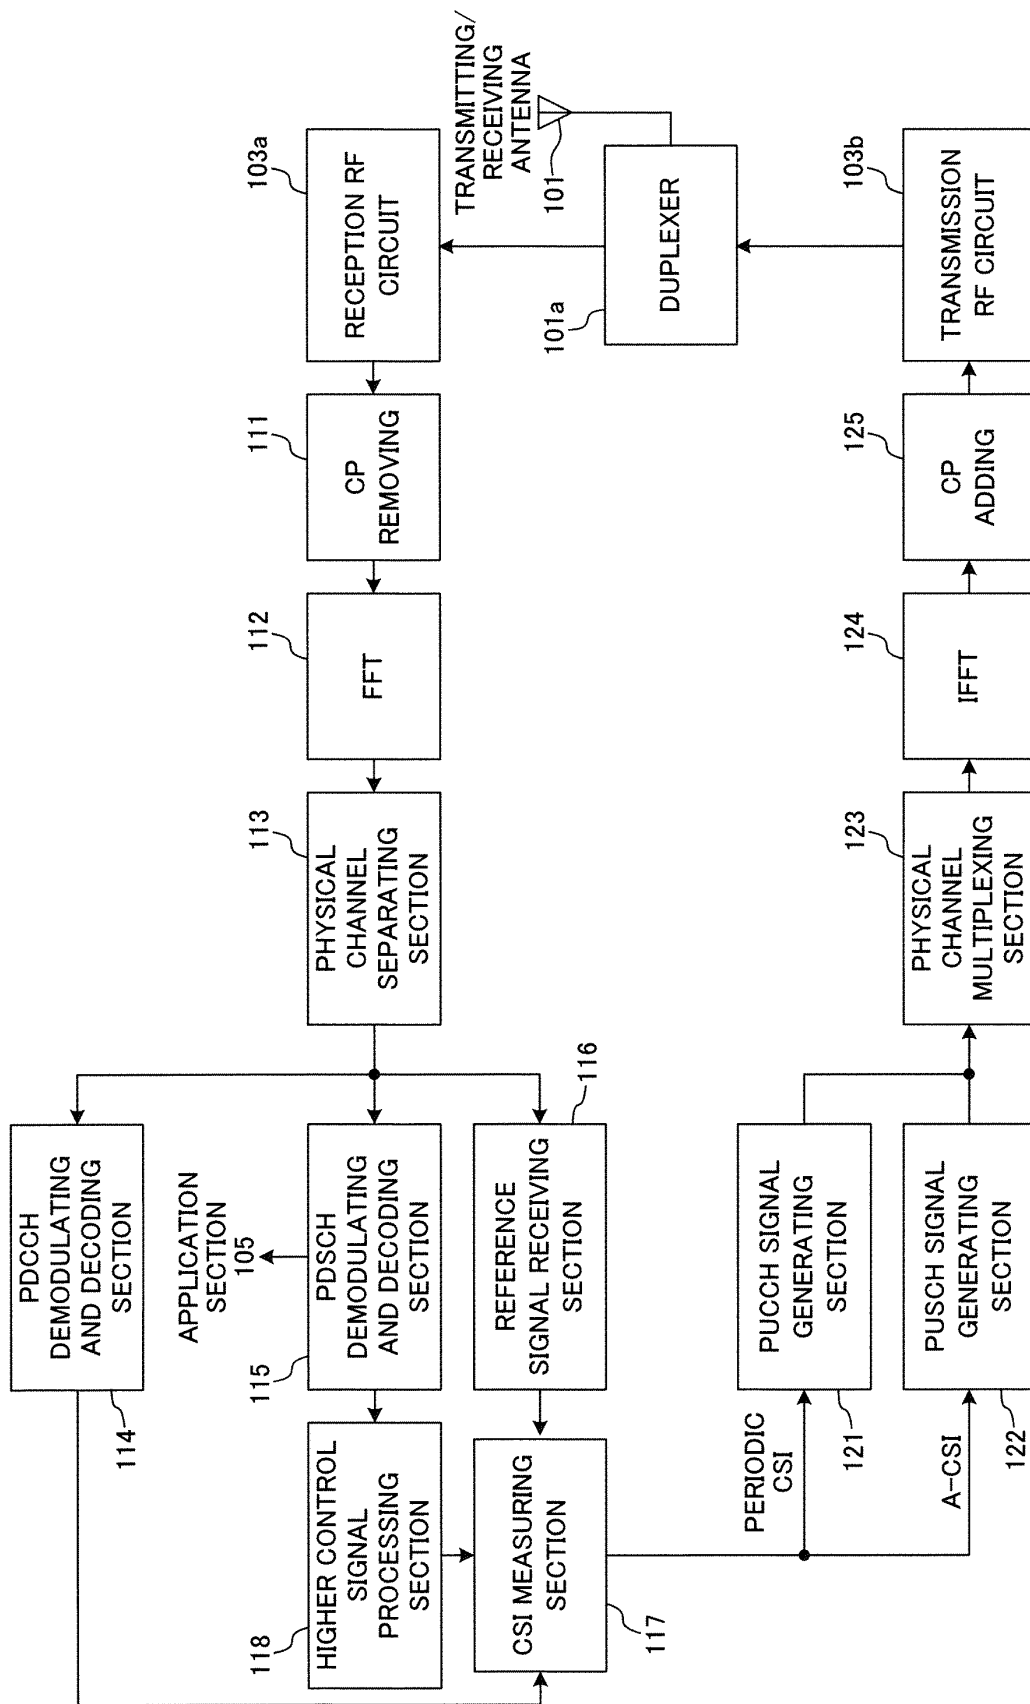 PDCCH
DEMODULATING
AND DECODING
SECTION
114
APPLICATION
SECTION
105
PDSCH
DEMODULATING
AND DECODING
SECTION
115
REFERENCE
SIGNAL RECEIVING
SECTION
116
HIGHER CONTROL
SIGNAL
PROCESSING
SECTION
118
CSI MEASURING
SECTION
117
PHYSICAL
CHANNEL
SEPARATING
SECTION
113
FFT
112
CP
REMOVING
111
RECEPTION RF
CIRCUIT
103a
TRANSMITTING/
RECEIVING
ANTENNA
101
DUPLEXER
101a
PERIODIC
CSI
PUCCH SIGNAL
GENERATING
SECTION
121
A-CSI
PUSCH SIGNAL
GENERATING
SECTION
122
PHYSICAL
CHANNEL
MULTIPLEXING
SECTION
123
IFFT
124
CP
ADDING
125
TRANSMISSION
RF CIRCUIT
103b